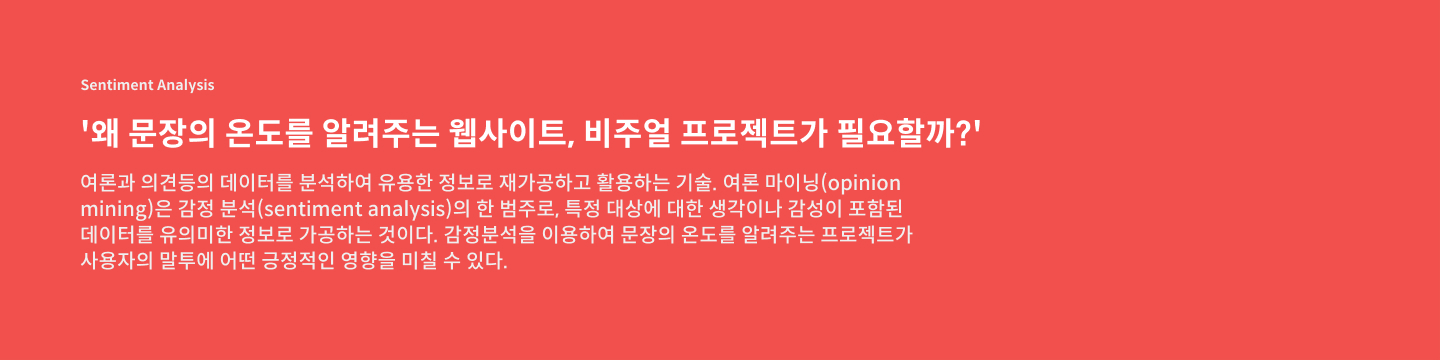 Sentiment Analysis
'왜 문장의 온도를 알려주는 웹사이트, 비주얼 프로젝트가 필요할까?'
여론과 의견등의 데이터를 분석하여 유용한 정보로 재가공하고 활용하는 기술. 여론 마이닝(opinion
mining)은 감정 분석(sentiment analysis)의 한 범주로, 특정 대상에 대한 생각이나 감성이 포함된
데이터를 유의미한 정보로 가공하는 것이다. 감정분석을 이용하여 문장의 온도를 알려주는 프로젝트가
사용자의 말투에 어떤 긍정적인 영향을 미칠 수 있다.